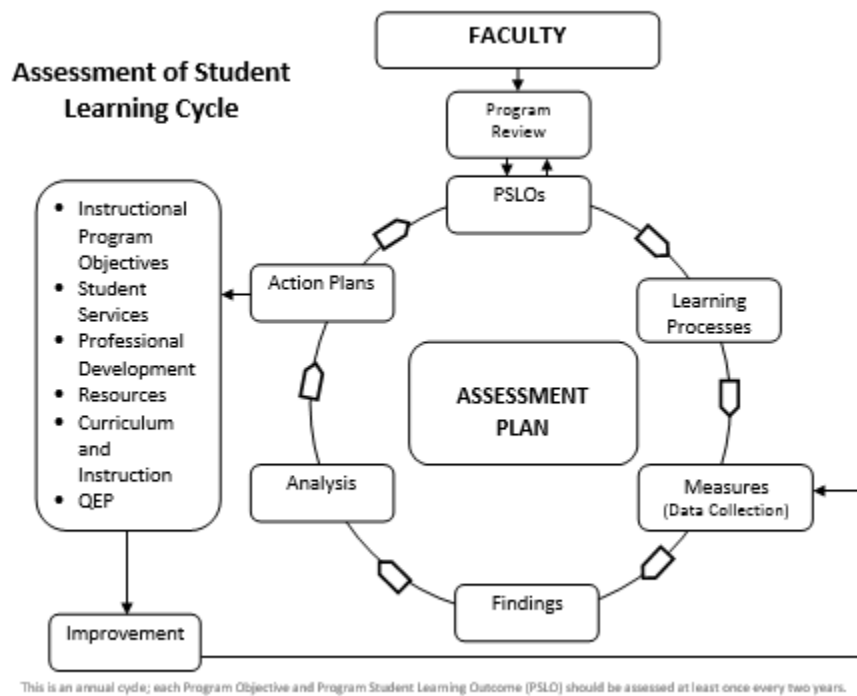 Assessment of Student
Learning Cycle
FACULTY
Program
Review
PSLOs
• Instructional
Program
Objectives
• Student
Services
• Professional
Development
• Resources
• Curriculum
and
Instruction
• QEP
Action Plans
Learning
Processes
ASSESSMENT
PLAN
Analysis
Measures
(Data Collection)
Findings
Improvement
This is an annual cycle; each Program Objective and Program Student Learning Outcome (PSLO) should be assessed at least once every two years.